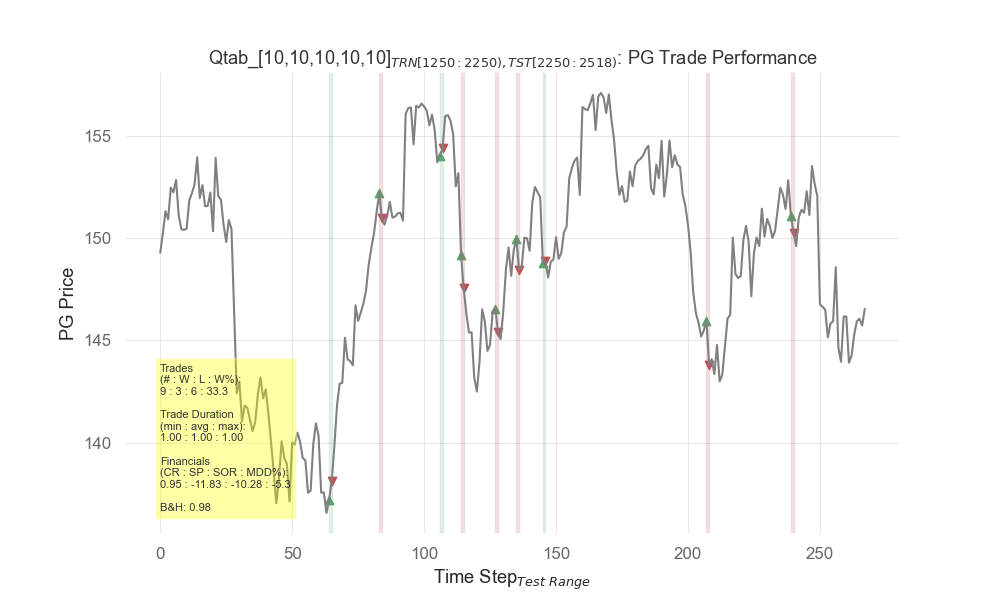 Qtab_[10,10,10,10,10]TRN[1250:2250),TST[2250:2518): PG Trade Performance
155
150
145
140
PG Price
Trades
(# : W : L : W%):
9 : 3 : 6 : 33.3
Trade Duration
(min : avg : max):
1.00 : 1.00 : 1.00
Financials
(CR : SP : SOR : MDD%):
0.95 : -11.83 : -10.28 : -5.3
B&H: 0.98
0 50 100 150 200 250
Time StepTest Range